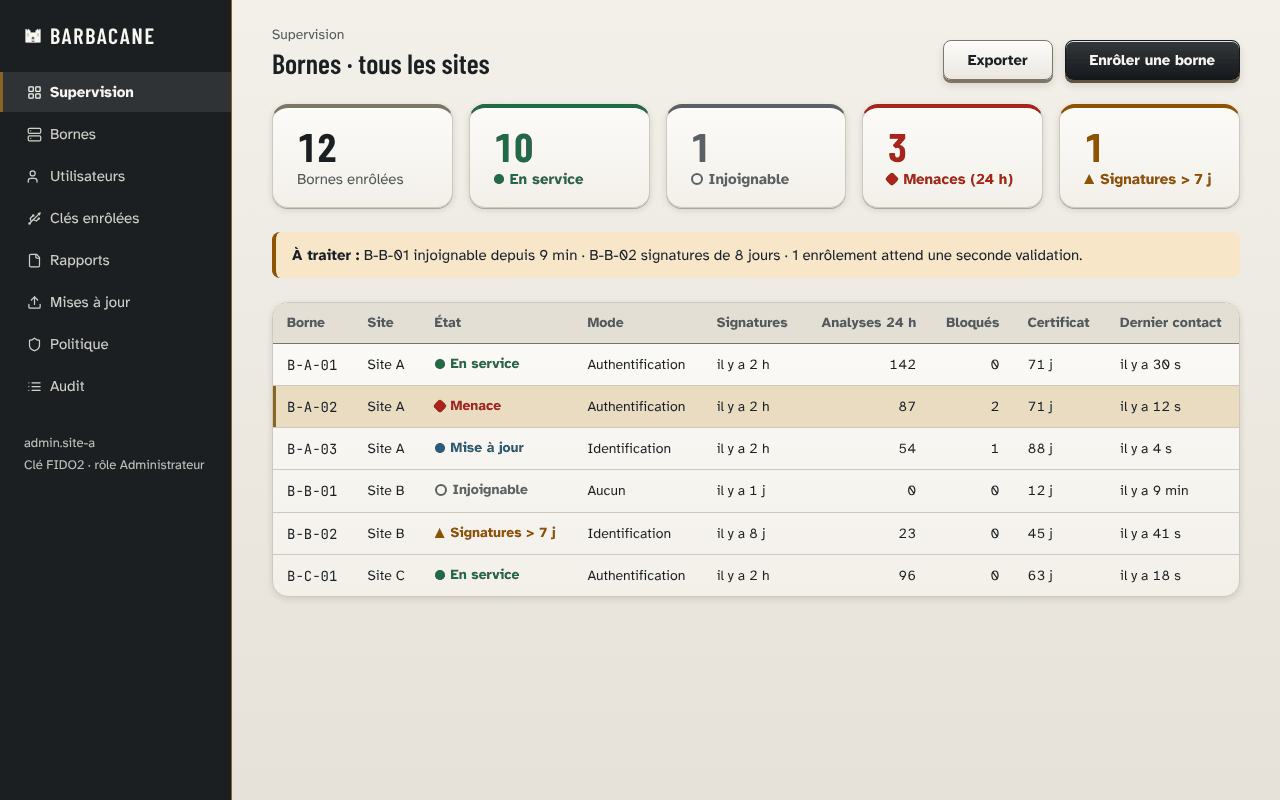 BARBACANE
Supervision
Bornes
Utilisateurs
Clés enrôlées
Rapports
Mises à jour
Politique
Audit
admin.site-a
Clé FIDO2 · rôle Administrateur
Supervision
Bornes · tous les sites
Exporter
Enrôler une borne
12
Bornes enrôlées
10
En service
1
Injoignable
3
Menaces (24 h)
1
Signatures > 7 j
À traiter : B-B-01 injoignable depuis 9 min · B-B-02 signatures de 8 jours · 1 enrôlement attend une seconde validation.
Borne Site État Mode Signatures Analyses 24 h Bloqués Certificat Dernier contact
B-A-01 Site A En service Authentification il y a 2 h 142 0 71 j il y a 30 s
B-A-02 Site A Menace Authentification il y a 2 h 87 2 71 j il y a 12 s
B-A-03 Site A Mise à jour Identification il y a 2 h 54 1 88 j il y a 4 s
B-B-01 Site B Injoignable Aucun il y a 1 j 0 0 12 j il y a 9 min
B-B-02 Site B Signatures > 7 j Identification il y a 8 j 23 0 45 j il y a 41 s
B-C-01 Site C En service Authentification il y a 2 h 96 0 63 j il y a 18 s